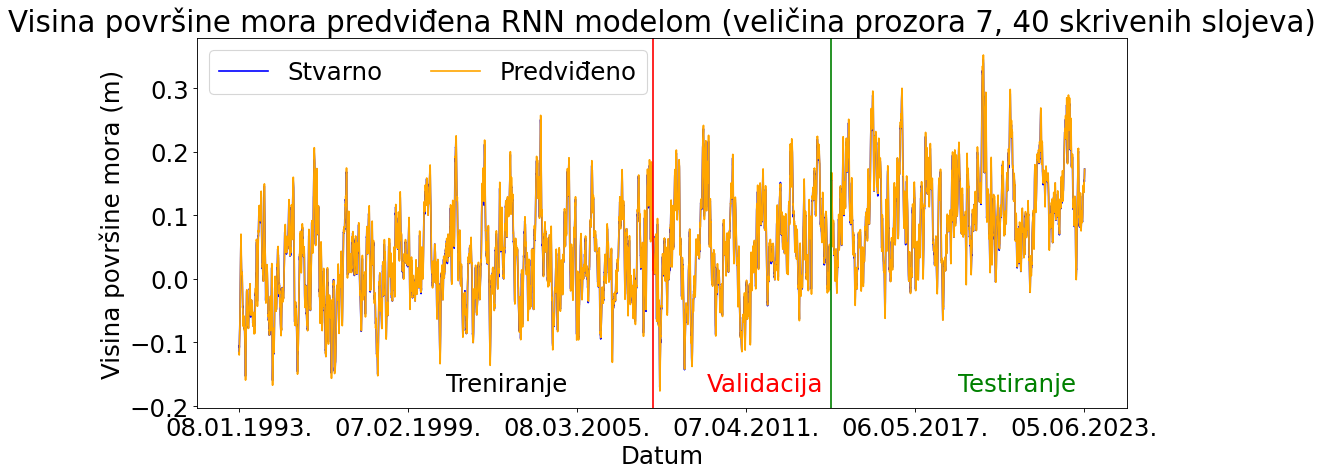 Visina površine mora predviđena RNN modelom (veličina prozora 7, 40 skrivenih slojeva)
Stvarno Predviđeno
Visina površine mora (m)
0.3
0.2
0.1
0.0
−0.1
−0.2
Treniranje Validacija Testiranje
08.01.1993. 07.02.1999. 08.03.2005. 07.04.2011. 06.05.2017. 05.06.2023.
Datum